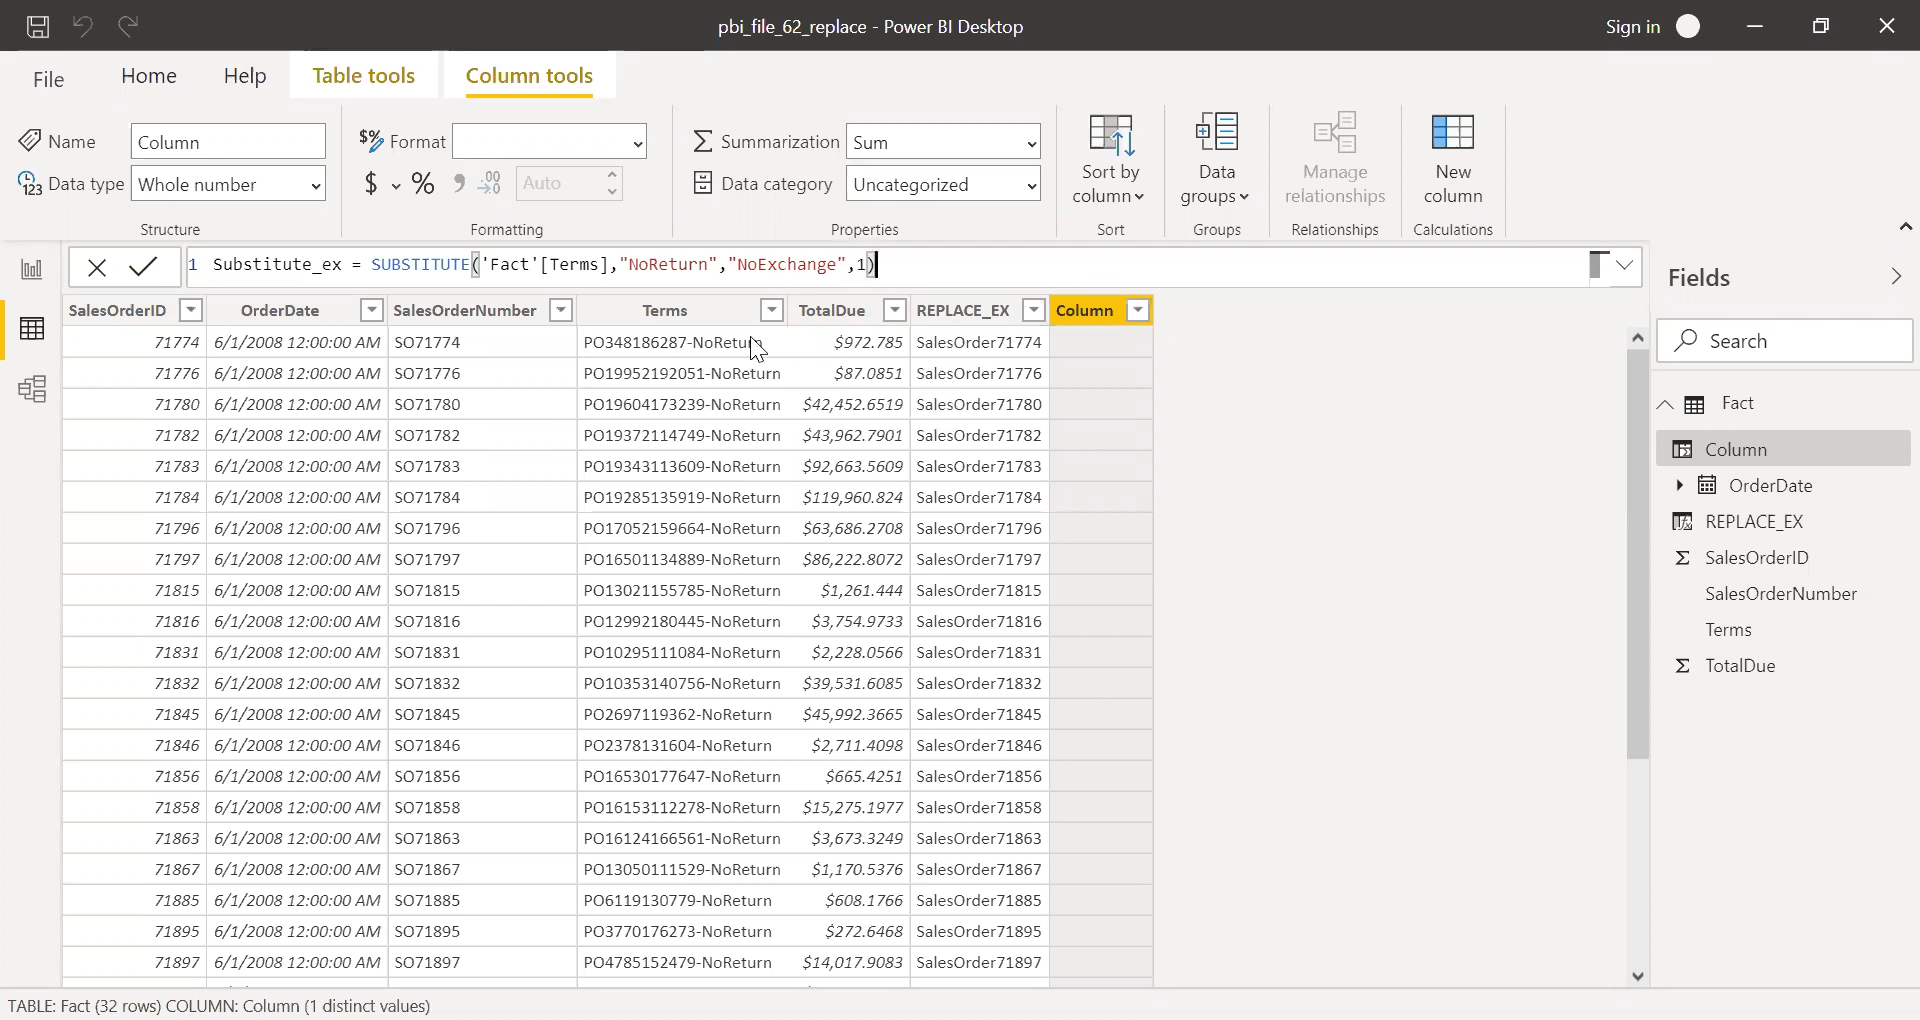 pbi_file_62_replace - Power BI Desktop
Sign in
File Home Help Table tools Column tools
Name Column
Data type Whole number
Structure
$% Format
$ % , .00 Auto
Formatting
Summarization Sum
Data category Uncategorized
Properties
Sort by
column
Sort
Data
groups
Groups
Manage
relationships
Relationships
New
column
Calculations
1 Substitute_ex = SUBSTITUTE('Fact'[Terms],"NoReturn","NoExchange",1)
SalesOrderID OrderDate SalesOrderNumber Terms TotalDue REPLACE_EX Column
71774 6/1/2008 12:00:00 AM SO71774 PO348186287-NoReturn $972.785 SalesOrder71774
71776 6/1/2008 12:00:00 AM SO71776 PO19952192051-NoReturn $87.0851 SalesOrder71776
71780 6/1/2008 12:00:00 AM SO71780 PO19604173239-NoReturn $42,452.6519 SalesOrder71780
71782 6/1/2008 12:00:00 AM SO71782 PO19372114749-NoReturn $43,962.7901 SalesOrder71782
71783 6/1/2008 12:00:00 AM SO71783 PO19343113609-NoReturn $92,663.5609 SalesOrder71783
71784 6/1/2008 12:00:00 AM SO71784 PO19285135919-NoReturn $119,960.824 SalesOrder71784
71796 6/1/2008 12:00:00 AM SO71796 PO17052159664-NoReturn $63,686.2708 SalesOrder71796
71797 6/1/2008 12:00:00 AM SO71797 PO16501134889-NoReturn $86,222.8072 SalesOrder71797
71815 6/1/2008 12:00:00 AM SO71815 PO13021155785-NoReturn $1,261.444 SalesOrder71815
71816 6/1/2008 12:00:00 AM SO71816 PO12992180445-NoReturn $3,754.9733 SalesOrder71816
71831 6/1/2008 12:00:00 AM SO71831 PO10295111084-NoReturn $2,228.0566 SalesOrder71831
71832 6/1/2008 12:00:00 AM SO71832 PO10353140756-NoReturn $39,531.6085 SalesOrder71832
71845 6/1/2008 12:00:00 AM SO71845 PO2697119362-NoReturn $45,992.3665 SalesOrder71845
71846 6/1/2008 12:00:00 AM SO71846 PO2378131604-NoReturn $2,711.4098 SalesOrder71846
71856 6/1/2008 12:00:00 AM SO71856 PO16530177647-NoReturn $665.4251 SalesOrder71856
71858 6/1/2008 12:00:00 AM SO71858 PO16153112278-NoReturn $15,275.1977 SalesOrder71858
71863 6/1/2008 12:00:00 AM SO71863 PO16124166561-NoReturn $3,673.3249 SalesOrder71863
71867 6/1/2008 12:00:00 AM SO71867 PO13050111529-NoReturn $1,170.5376 SalesOrder71867
71885 6/1/2008 12:00:00 AM SO71885 PO6119130779-NoReturn $608.1766 SalesOrder71885
71895 6/1/2008 12:00:00 AM SO71895 PO3770176273-NoReturn $272.6468 SalesOrder71895
71897 6/1/2008 12:00:00 AM SO71897 PO4785152479-NoReturn $14,017.9083 SalesOrder71897
Fields
Search
Fact
Column
OrderDate
REPLACE_EX
SalesOrderID
SalesOrderNumber
Terms
TotalDue
TABLE: Fact (32 rows) COLUMN: Column (1 distinct values)